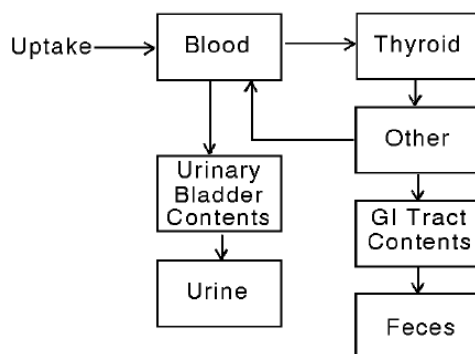 Uptake
Blood
Thyroid
Other
Urinary
Bladder
Contents
GI Tract
Contents
Urine
Feces